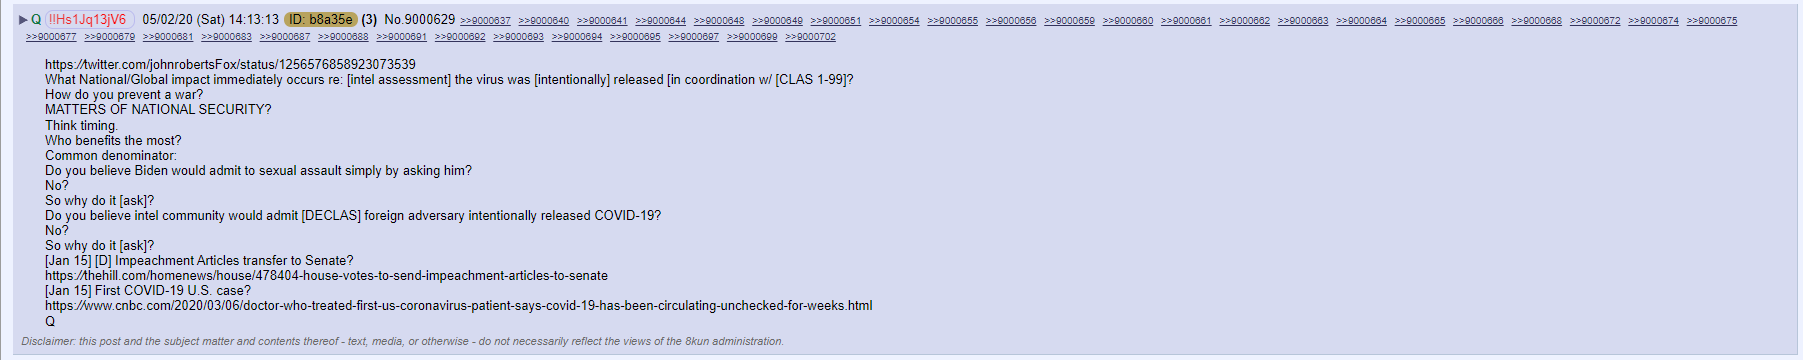 ▶ Q !!Hs1Jq13jV6 05/02/20 (Sat) 14:13:13 ID: b8a35e (3) No.9000629 >>9000637 >>9000640 >>9000641 >>9000644 >>9000648 >>9000649 >>9000651 >>9000654 >>9000655 >>9000656 >>9000659 >>9000660 >>9000661 >>9000662 >>9000663 >>9000664 >>9000665 >>9000666 >>9000668 >>9000672 >>9000674 >>9000675
>>9000677 >>9000679 >>9000681 >>9000683 >>9000687 >>9000688 >>9000691 >>9000692 >>9000693 >>9000694 >>9000695 >>9000697 >>9000699 >>9000702
https://twitter.com/johnrobertsFox/status/1256576858923073539
What National/Global impact immediately occurs re: [intel assessment] the virus was [intentionally] released [in coordination w/ [CLAS 1-99]?
How do you prevent a war?
MATTERS OF NATIONAL SECURITY?
Think timing.
Who benefits the most?
Common denominator:
Do you believe Biden would admit to sexual assault simply by asking him?
No?
So why do it [ask]?
Do you believe intel community would admit [DECLAS] foreign adversary intentionally released COVID-19?
No?
So why do it [ask]?
[Jan 15] [D] Impeachment Articles transfer to Senate?
https://thehill.com/homenews/house/478404-house-votes-to-send-impeachment-articles-to-senate
[Jan 15] First COVID-19 U.S. case?
https://www.cnbc.com/2020/03/06/doctor-who-treated-first-us-coronavirus-patient-says-covid-19-has-been-circulating-unchecked-for-weeks.html
Q
Disclaimer: this post and the subject matter and contents thereof - text, media, or otherwise - do not necessarily reflect the views of the 8kun administration.